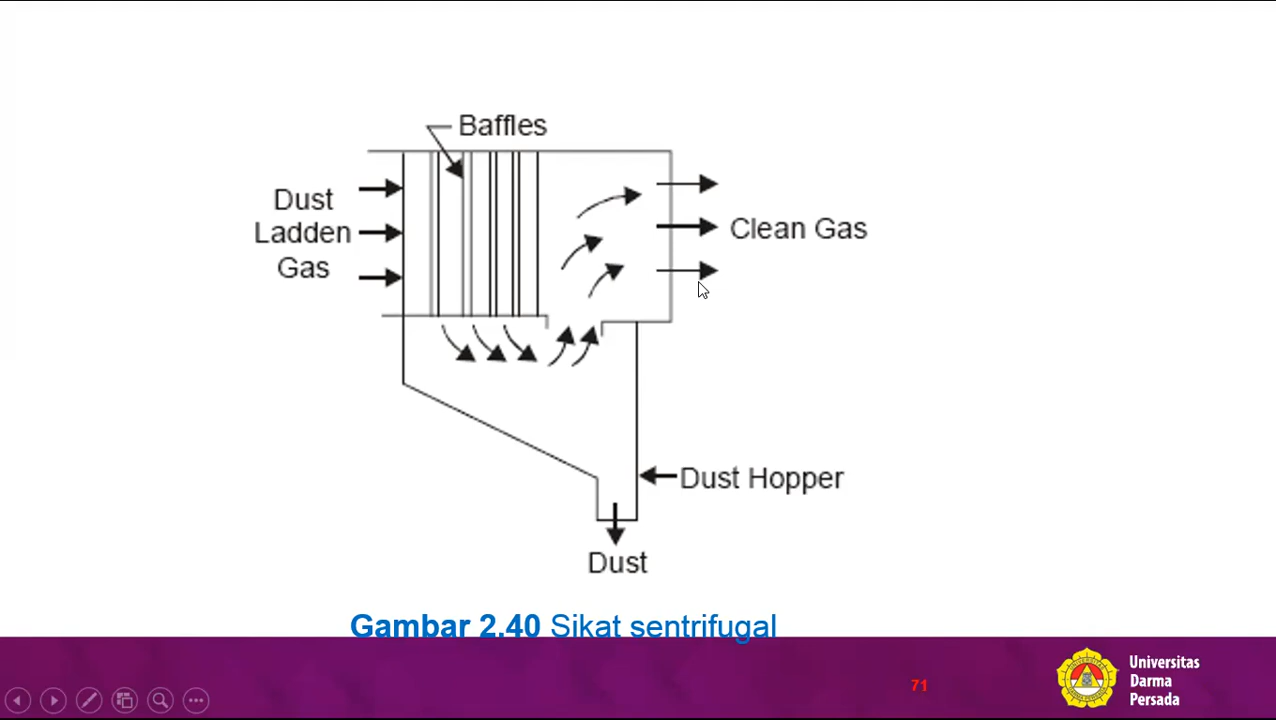 Baffles
Dust
Ladden
Gas
Clean Gas
Dust Hopper
Dust
Gambar 2.40 Sikat sentrifugal
71
Universitas
Darma
Persada